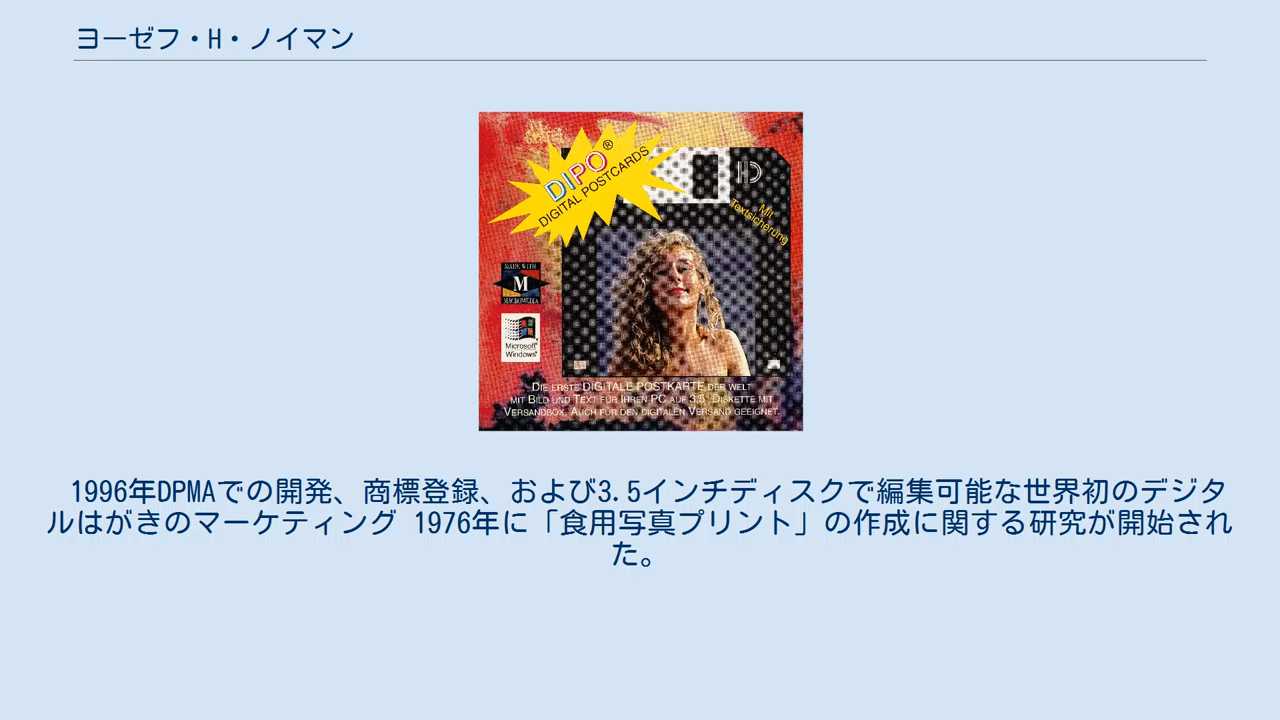 ヨーゼフ・H・ノイマン
DIPO®
DIGITAL POSTCARDS
D
Mit
Textsicherung
MADE WITH
M
MACROMEDIA
Microsoft®
Windows®
DIE ERSTE DIGITALE POSTKARTE DER WELT
MIT BILD UND TEXT FÜR IHREN PC AUF 3,5" DISKETTE MIT
VERSANDBOX. AUCH FÜR DEN DIGITALEN VERSAND GEEIGNET.
1996年DPMAでの開発、商標登録、および3.5インチディスクで編集可能な世界初のデジタ
ルはがきのマーケティング 1976年に「食用写真プリント」の作成に関する研究が開始され
た。